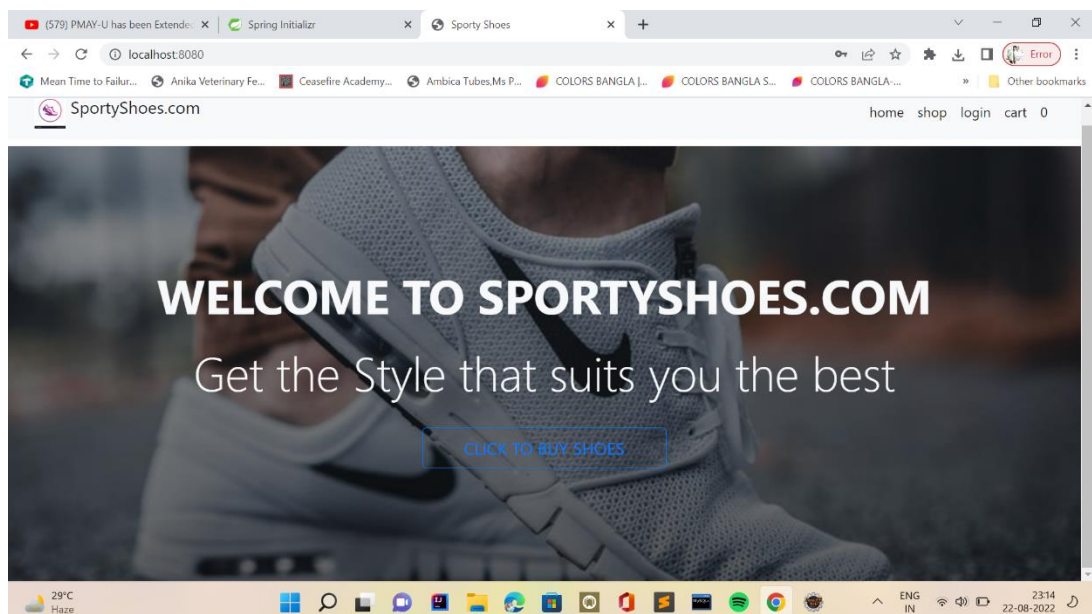 (579) PMAY-U has been Extende
Spring Initializr
Sporty Shoes
localhost:8080
Error
Mean Time to Failur...
Anika Veterinary Fe...
Ceasefire Academy...
Ambica Tubes,Ms P...
COLORS BANGLA |...
COLORS BANGLA S...
COLORS BANGLA-...
»
Other bookmarks
SportyShoes.com
home shop login cart 0
WELCOME TO SPORTYSHOES.COM
Get the Style that suits you the best
CLICK TO BUY SHOES
29°C
Haze
ENG
IN
23:14
22-08-2022